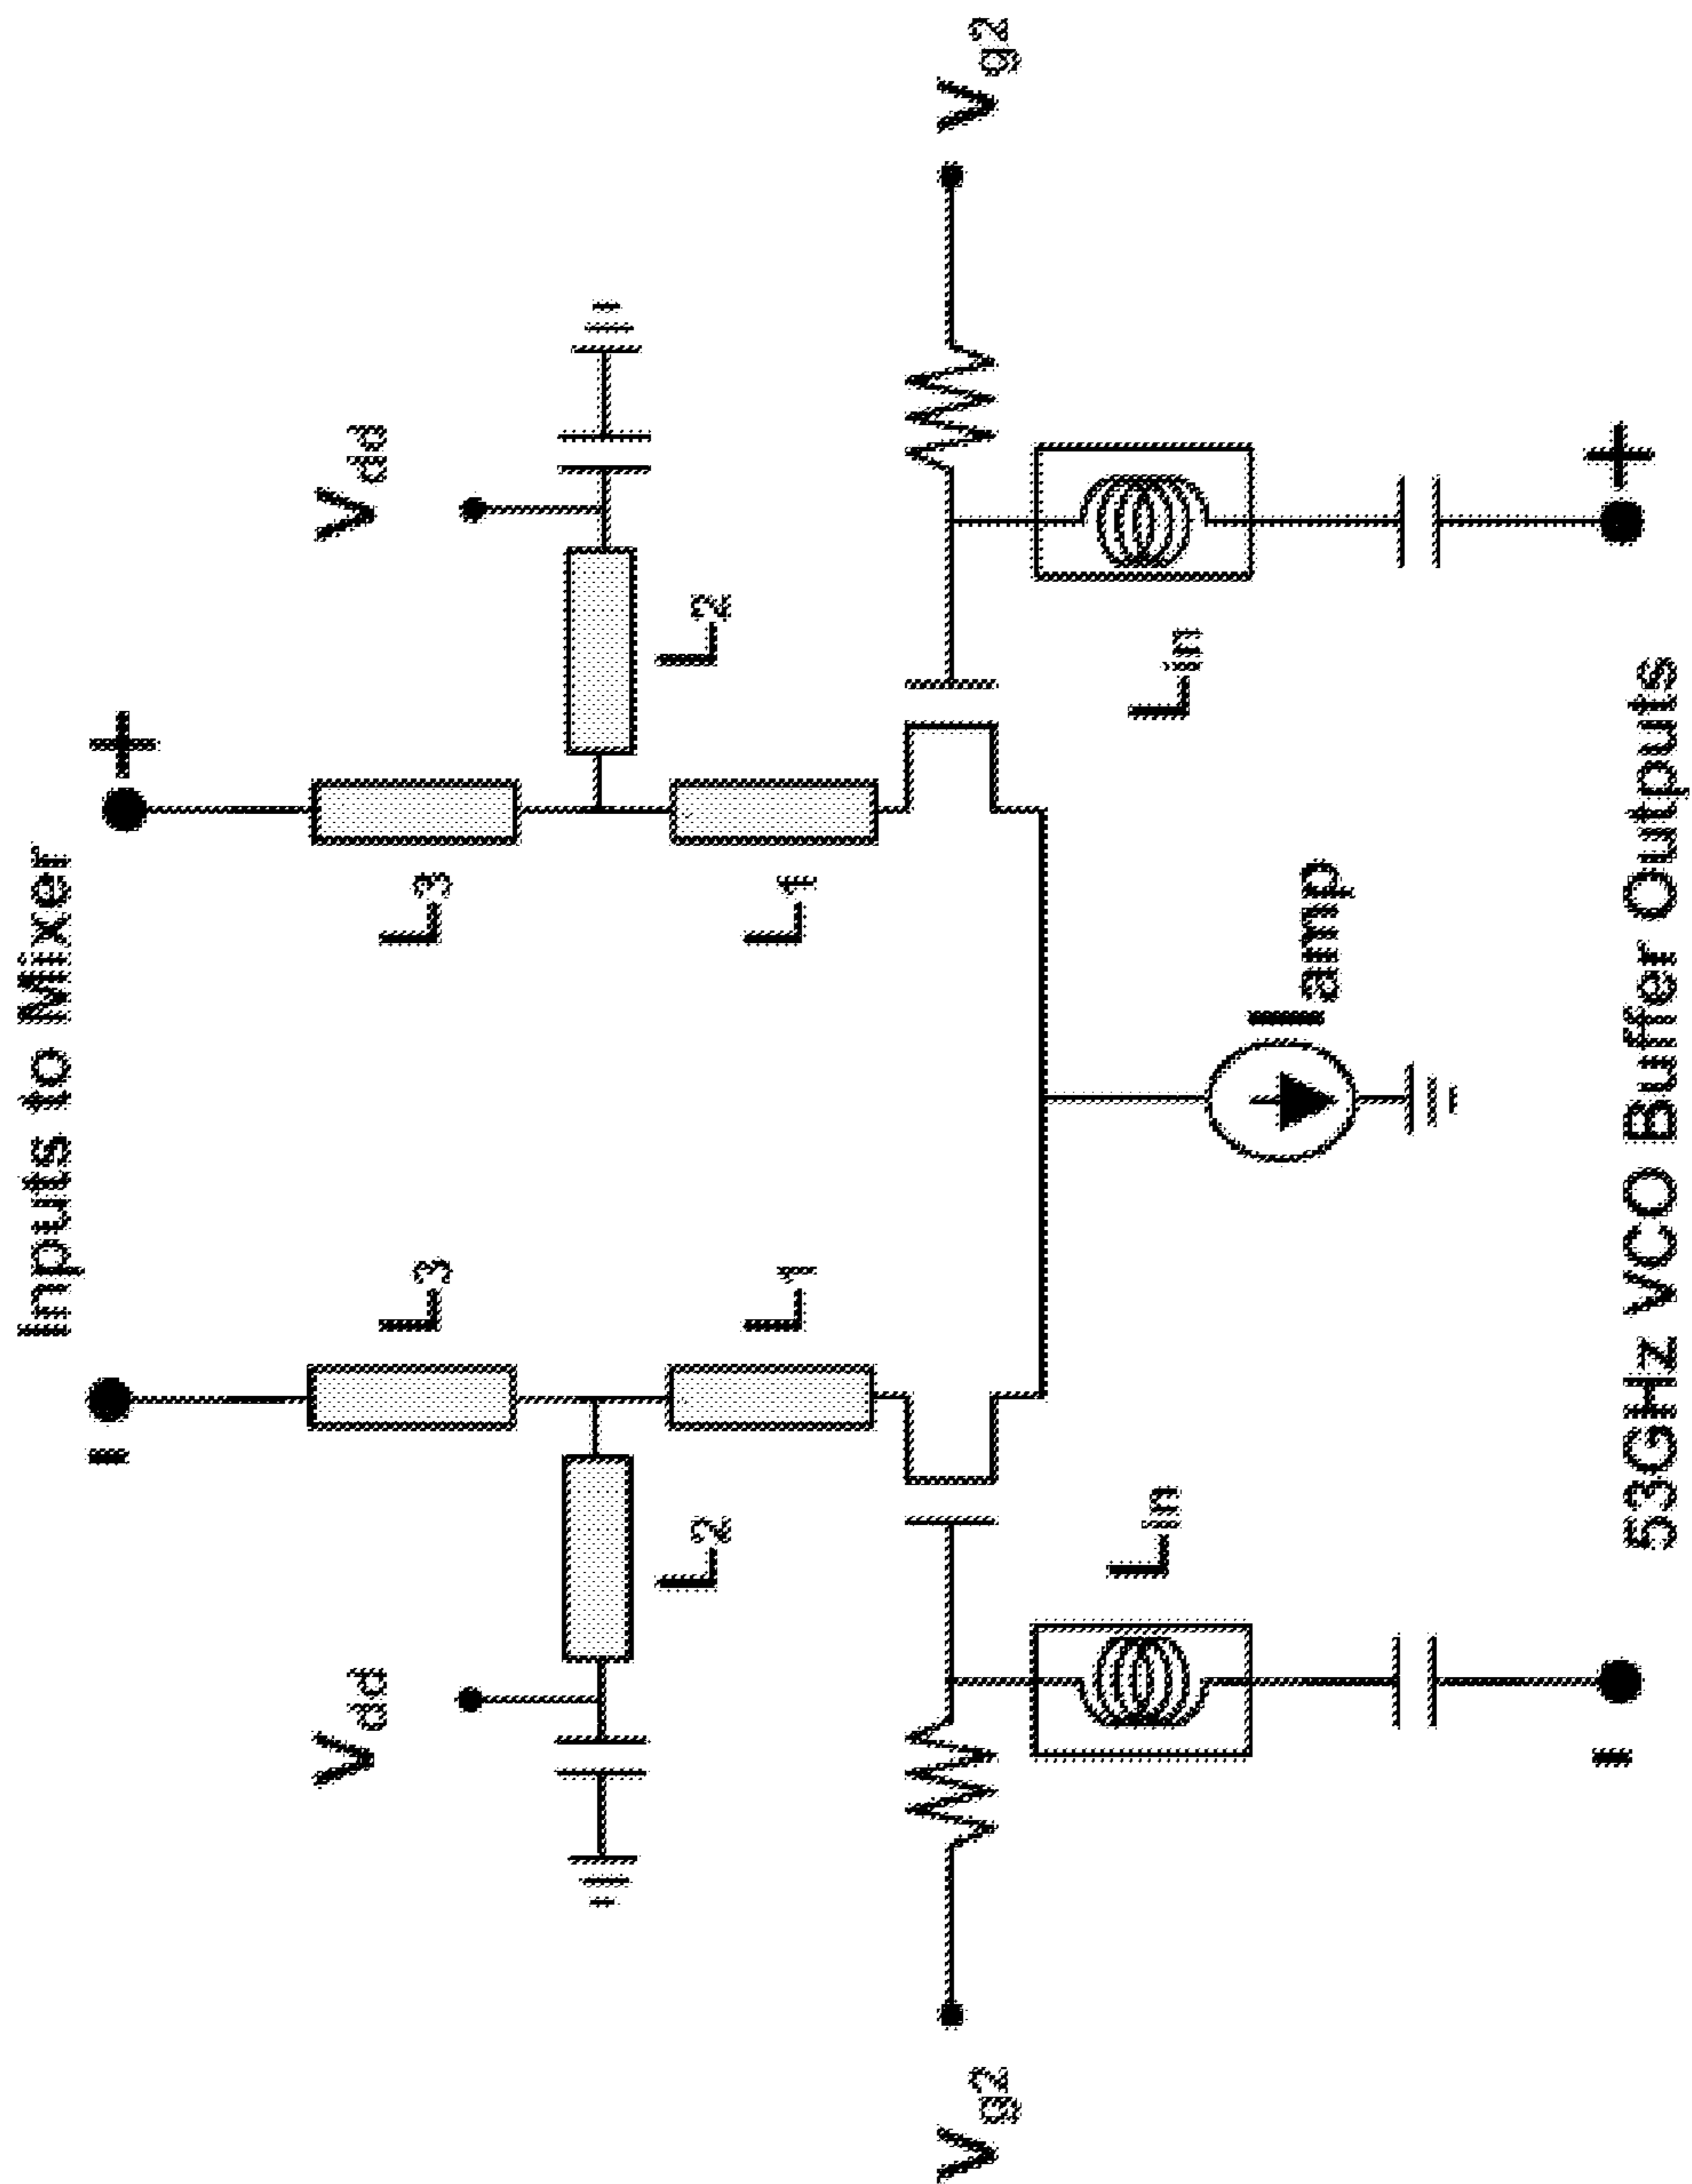 Inputs to Mixer
- +
Vdd
Vdd
L3
L3
L2
L2
L1
L1
Vg2
Vg2
Lin
Lin
Iamp
- +
53GHz VCO Buffer Outputs